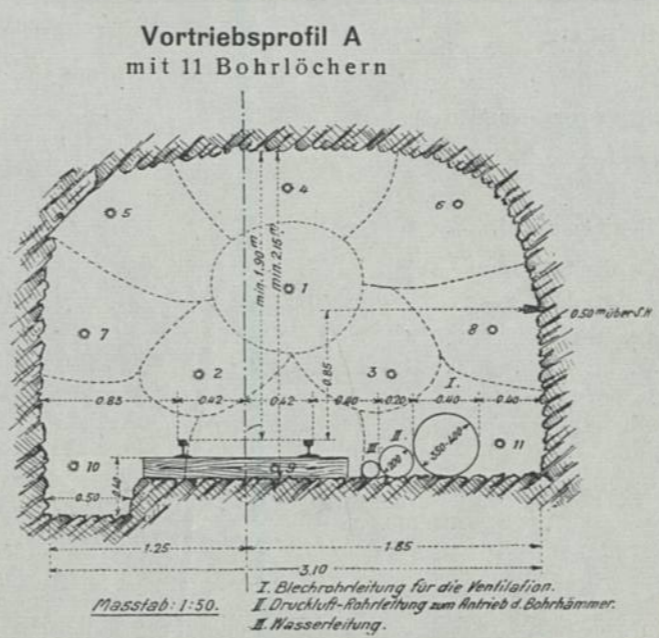 Vortriebsprofil A
mit 11 Bohrlöchern
4
5
6
min. 1.90 m
min. 2.16 m
1
0.50 m über S.K.
7
8
2
3
0.85
I.
0.83 0.42 0.42 0.40 0.20 0.40 0.40
III
II.
10
9
200
350-400
11
0.50
1.25 1.85
3.10
I. Blechrohrleitung für die Ventilation.
Masstab: 1:50.
II. Druckluft-Rohrleitung zum Antrieb d. Bohrhämmer.
III. Wasserleitung.